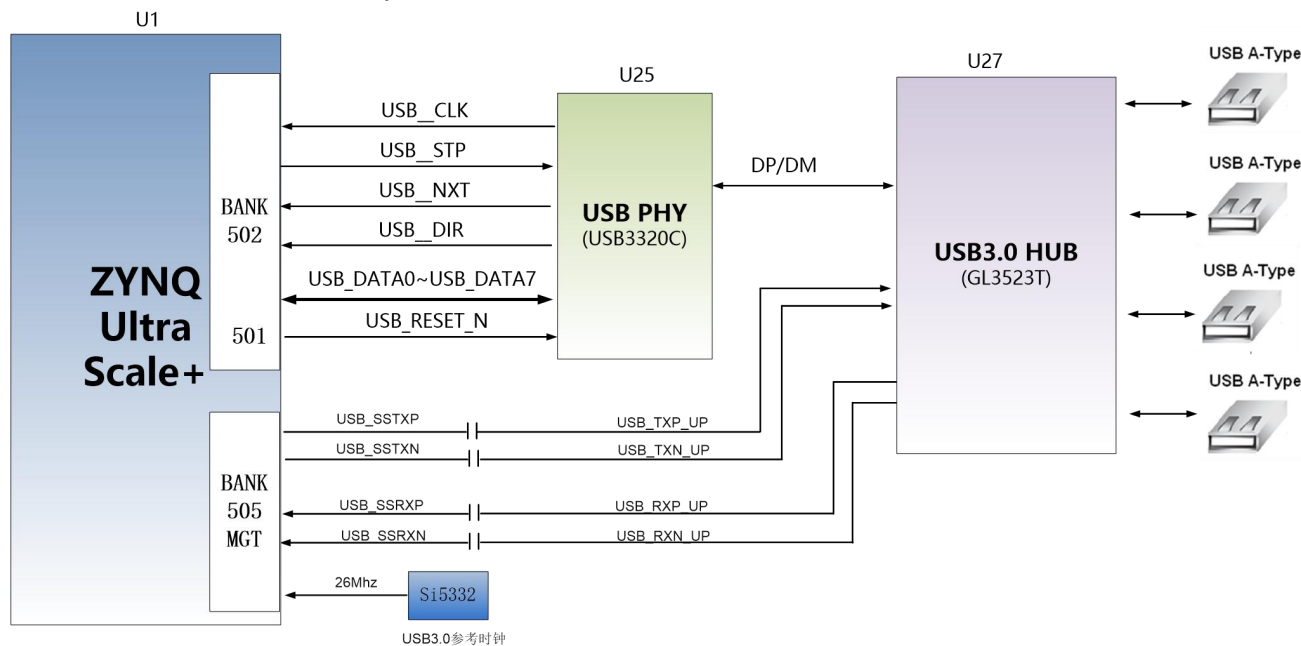 U1
U25
U27
USB A-Type
USB__CLK
USB__STP
USB__NXT
USB__DIR
USB_DATA0~USB_DATA7
USB_RESET_N
BANK
502
501
ZYNQ
Ultra
Scale+
USB PHY
(USB3320C)
DP/DM
USB3.0 HUB
(GL3523T)
USB A-Type
USB A-Type
USB A-Type
BANK
505
MGT
USB_SSTXP
USB_TXP_UP
USB_SSTXN
USB_TXN_UP
USB_SSRXP
USB_RXP_UP
USB_SSRXN
USB_RXN_UP
26Mhz
Si5332
USB3.0参考时钟